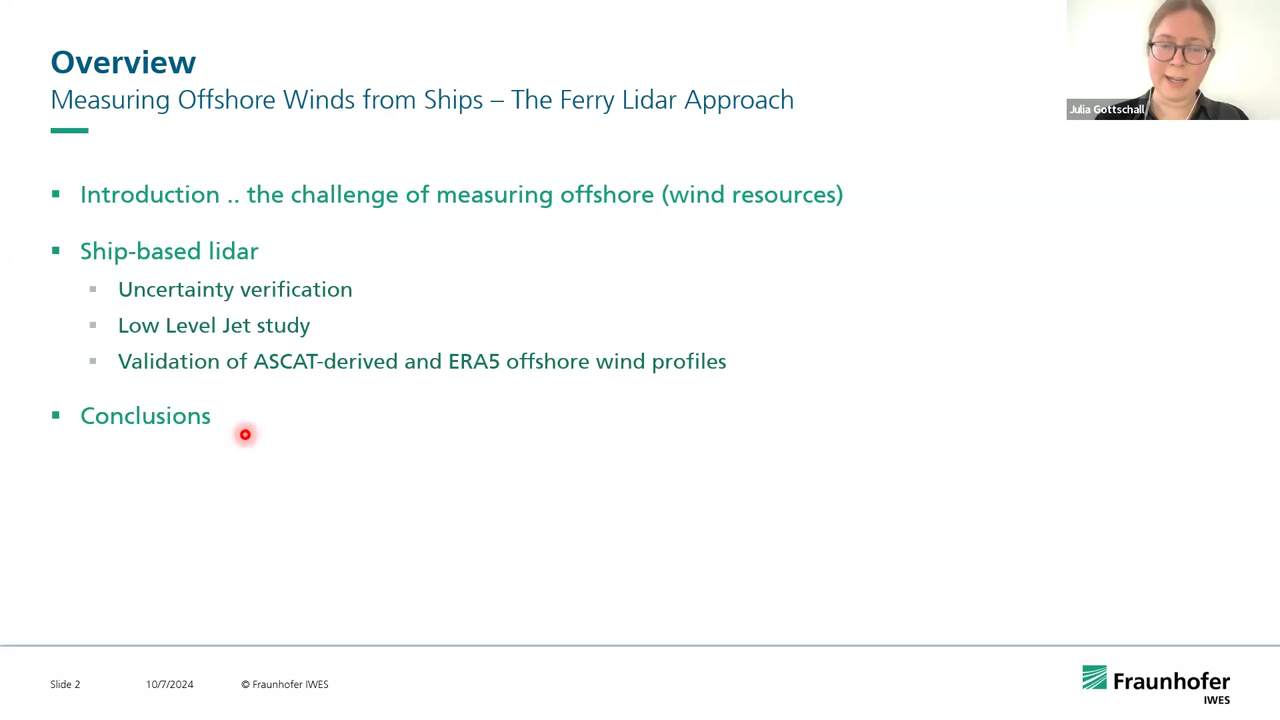 Overview
Measuring Offshore Winds from Ships – The Ferry Lidar Approach
Julia Gottschall
Introduction .. the challenge of measuring offshore (wind resources)
Ship-based lidar
Uncertainty verification
Low Level Jet study
Validation of ASCAT-derived and ERA5 offshore wind profiles
Conclusions
Slide 2
10/7/2024
© Fraunhofer IWES
Fraunhofer
IWES